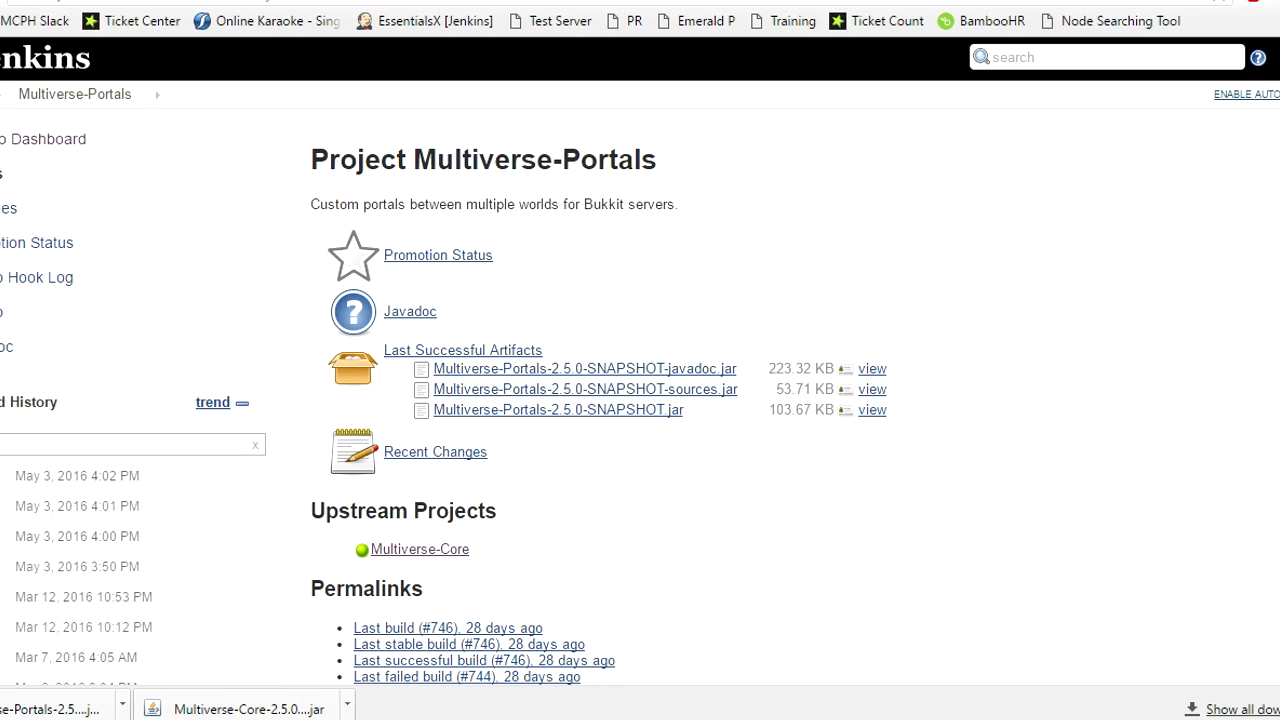 MCPH Slack Ticket Center Online Karaoke - Sing EssentialsX [Jenkins] Test Server PR Emerald P Training Ticket Count BambooHR Node Searching Tool
enkins search
Multiverse-Portals ENABLE AUTO
o Dashboard
s
es
tion Status
o Hook Log
o
oc
d History trend
x
May 3, 2016 4:02 PM
May 3, 2016 4:01 PM
May 3, 2016 4:00 PM
May 3, 2016 3:50 PM
Mar 12, 2016 10:53 PM
Mar 12, 2016 10:12 PM
Mar 7, 2016 4:05 AM
Project Multiverse-Portals
Custom portals between multiple worlds for Bukkit servers.
Promotion Status
Javadoc
Last Successful Artifacts
Multiverse-Portals-2.5.0-SNAPSHOT-javadoc.jar 223.32 KB view
Multiverse-Portals-2.5.0-SNAPSHOT-sources.jar 53.71 KB view
Multiverse-Portals-2.5.0-SNAPSHOT.jar 103.67 KB view
Recent Changes
Upstream Projects
Multiverse-Core
Permalinks
Last build (#746), 28 days ago
Last stable build (#746), 28 days ago
Last successful build (#746), 28 days ago
Last failed build (#744), 28 days ago
se-Portals-2.5....j... Multiverse-Core-2.5.0....jar Show all dow